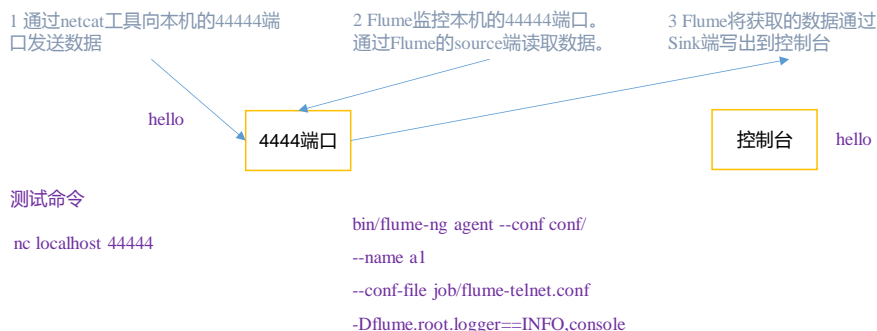 1 通过netcat工具向本机的44444端
口发送数据
2 Flume监控本机的44444端口。
通过Flume的source端读取数据。
3 Flume将获取的数据通过
Sink端写出到控制台
hello
4444端口
控制台
hello
测试命令
nc localhost 44444
bin/flume-ng agent --conf conf/
--name a1
--conf-file job/flume-telnet.conf
-Dflume.root.logger==INFO,console